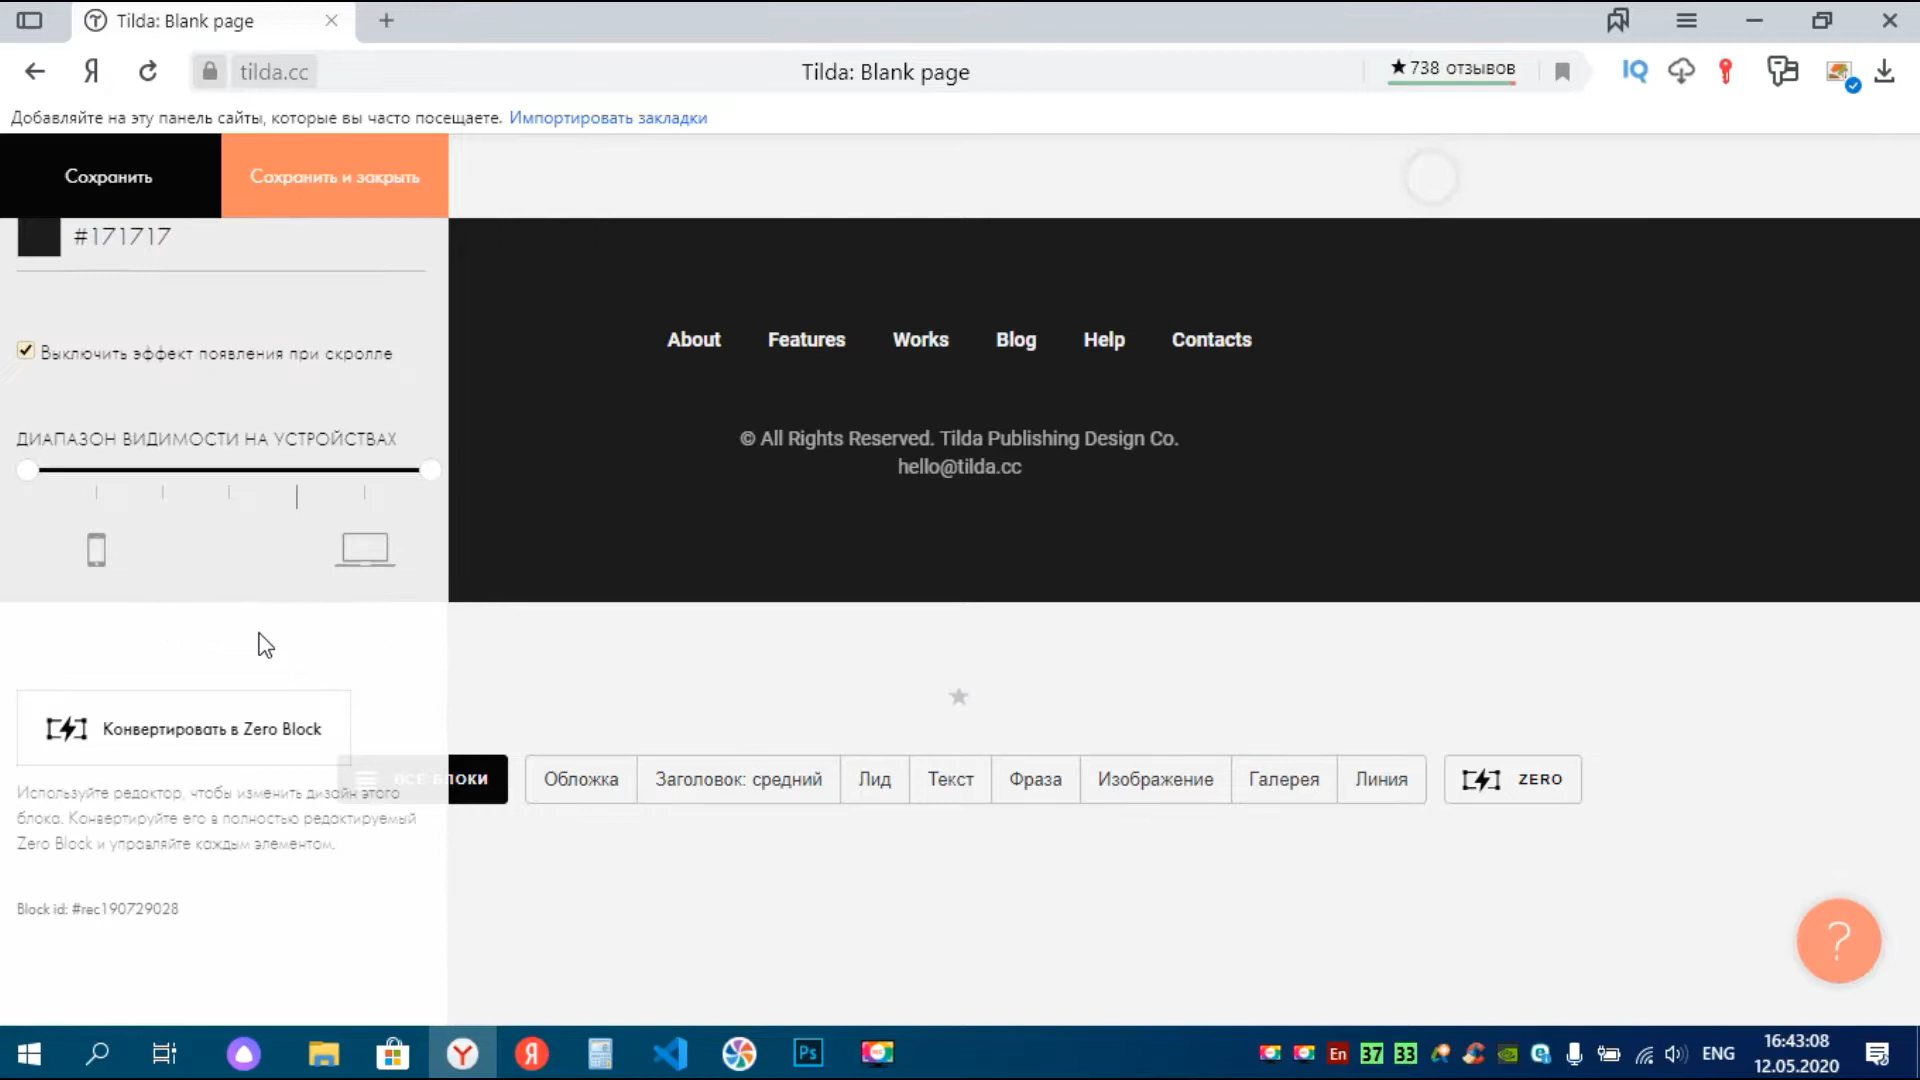 Tilda: Blank page
tilda.cc
Tilda: Blank page
★738 отзывов
Добавляйте на эту панель сайты, которые вы часто посещаете. Импортировать закладки
Сохранить
Сохранить и закрыть
#171717
Выключить эффект появления при скролле
ДИАПАЗОН ВИДИМОСТИ НА УСТРОЙСТВАХ
About
Features
Works
Blog
Help
Contacts
© All Rights Reserved. Tilda Publishing Design Co.
hello@tilda.cc
Конвертировать в Zero Block
Используйте редактор, чтобы изменить дизайн этого
блока. Конвертируйте его в полностью редактируемый
Zero Block и управляйте каждым элементом.
Block id: #rec190729028
ВСЕ БЛОКИ
Обложка
Заголовок: средний
Лид
Текст
Фраза
Изображение
Галерея
Линия
ZERO
?
Ps
En
37
33
ENG
16:43:08
12.05.2020